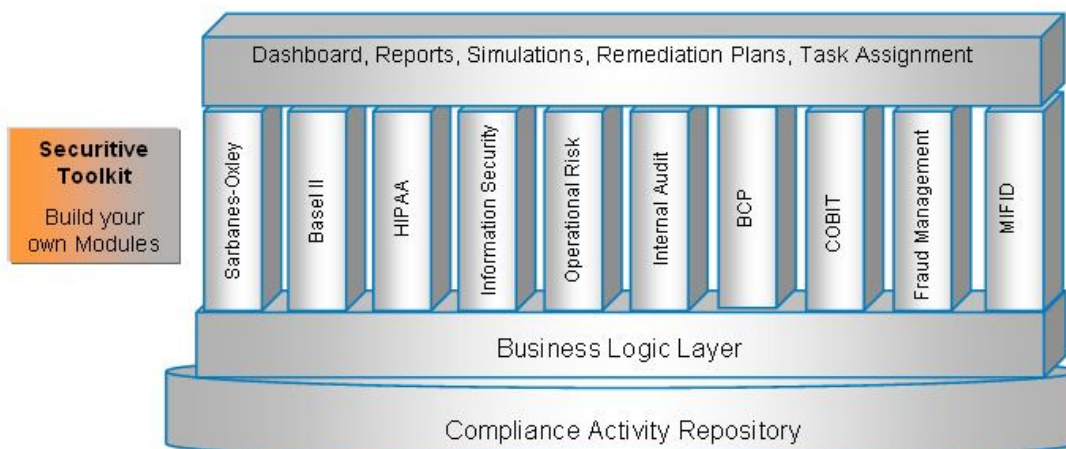 Dashboard, Reports, Simulations, Remediation Plans, Task Assignment
Securitive
Toolkit
Build your
own Modules
Sarbanes-Oxley
Basel II
HIPAA
Information Security
Operational Risk
Internal Audit
BCP
COBIT
Fraud Management
MIFID
Business Logic Layer
Compliance Activity Repository